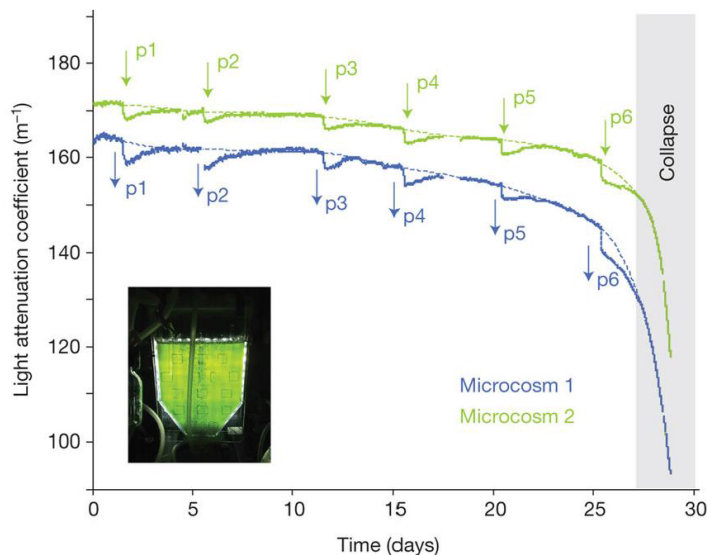 180
160
140
120
100
0
5
10
15
20
25
30
Light attenuation coefficient (m⁻¹)
Time (days)
p1
p2
p3
p4
p5
p6
p1
p2
p3
p4
p5
p6
Collapse
Microcosm 1
Microcosm 2